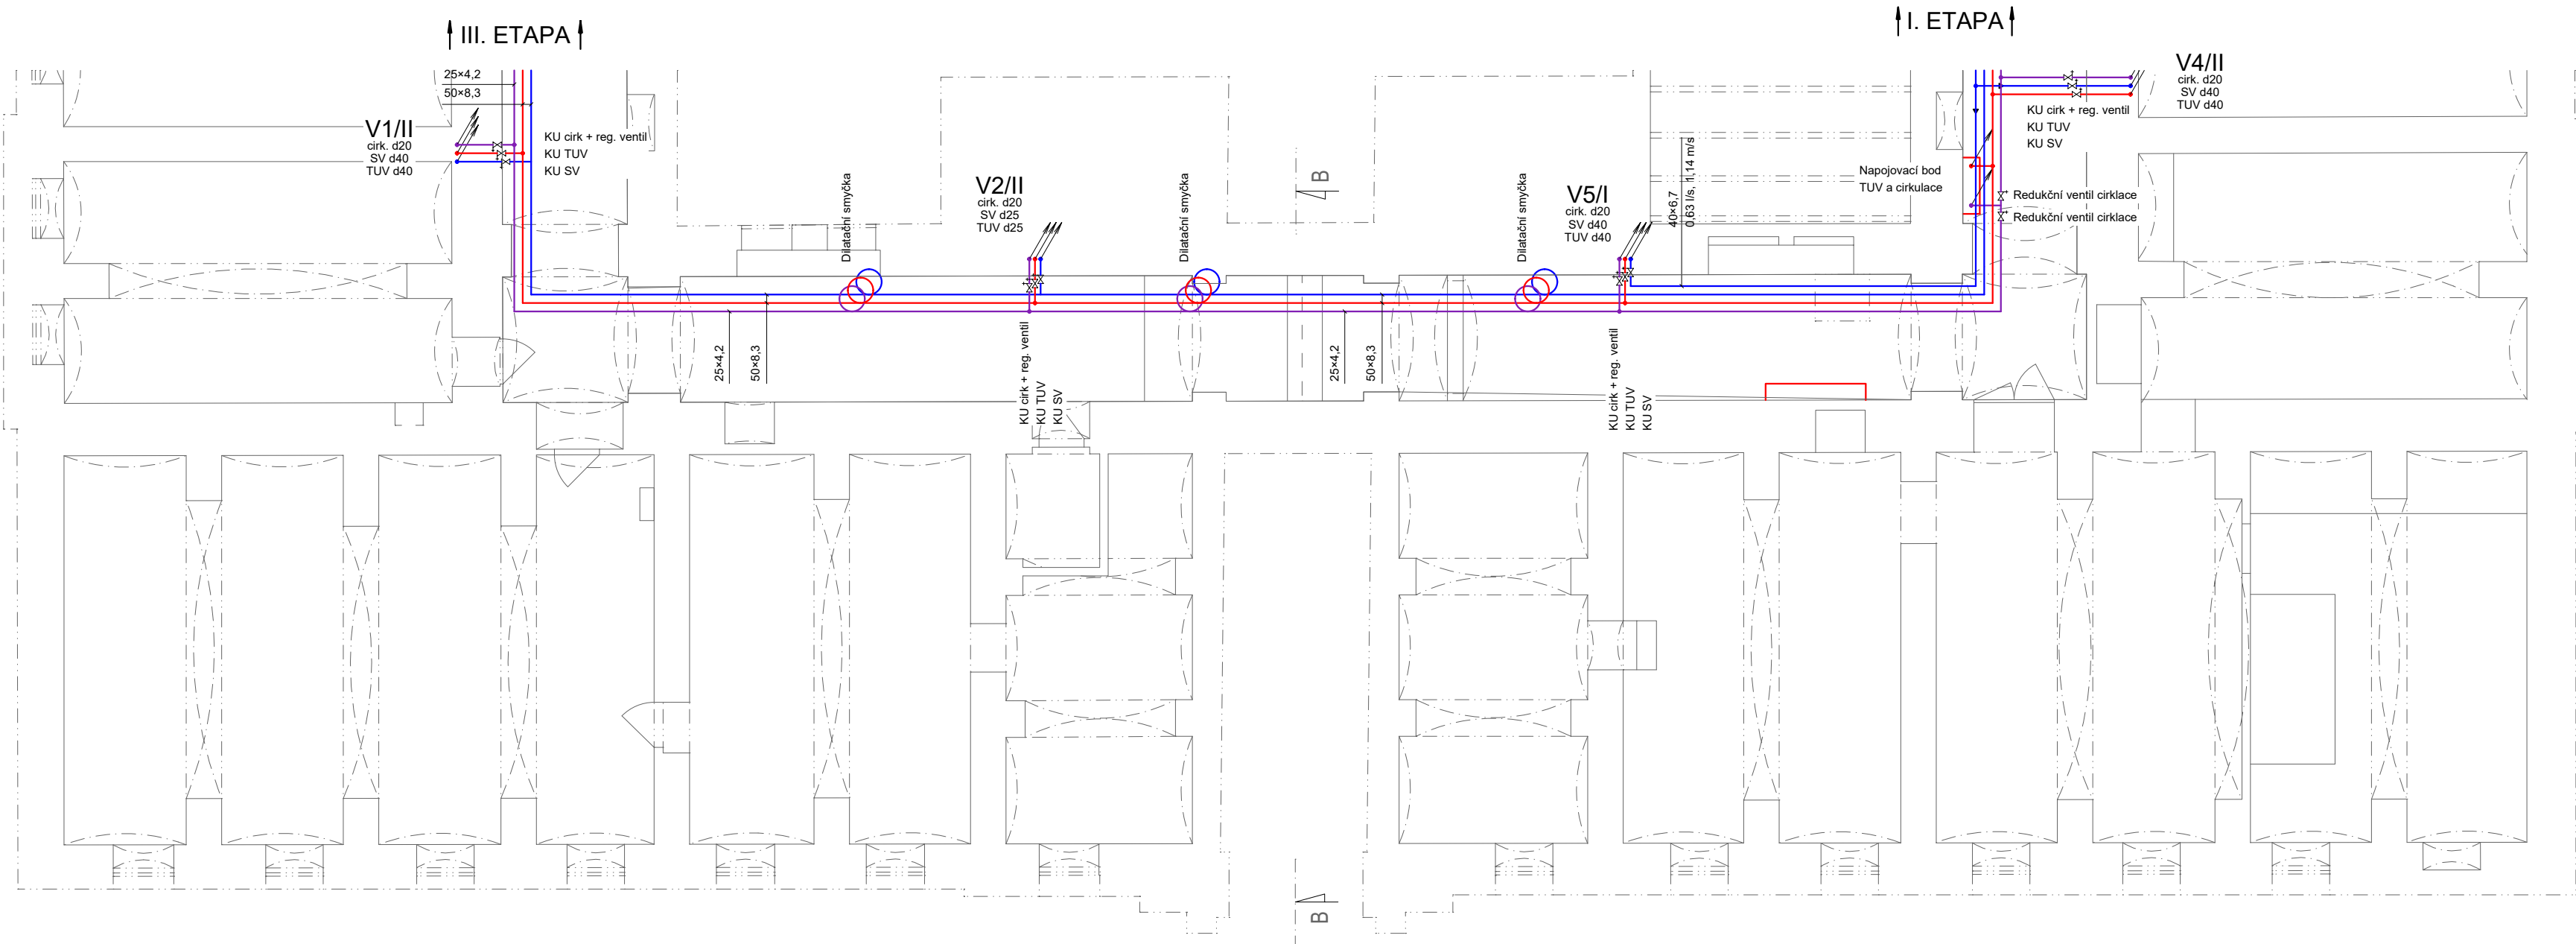 III. ETAPA
I. ETAPA
25×4,2
50×8,3
V1/II
cirk. d20
SV d40
TUV d40
KU cirk + reg. ventil
KU TUV
KU SV
Dilatační smyčka
V2/II
cirk. d20
SV d25
TUV d25
Dilatační smyčka
B
Dilatační smyčka
V5/I
cirk. d20
SV d40
TUV d40
40×6,7
0,63 l/s, 1,14 m/s
Napojovací bod
TUV a cirkulace
V4/II
cirk. d20
SV d40
TUV d40
KU cirk + reg. ventil
KU TUV
KU SV
Redukční ventil cirklace
Redukční ventil cirklace
25×4,2
50×8,3
KU cirk + reg. ventil
KU TUV
KU SV
25×4,2
50×8,3
KU cirk + reg. ventil
KU TUV
KU SV
B